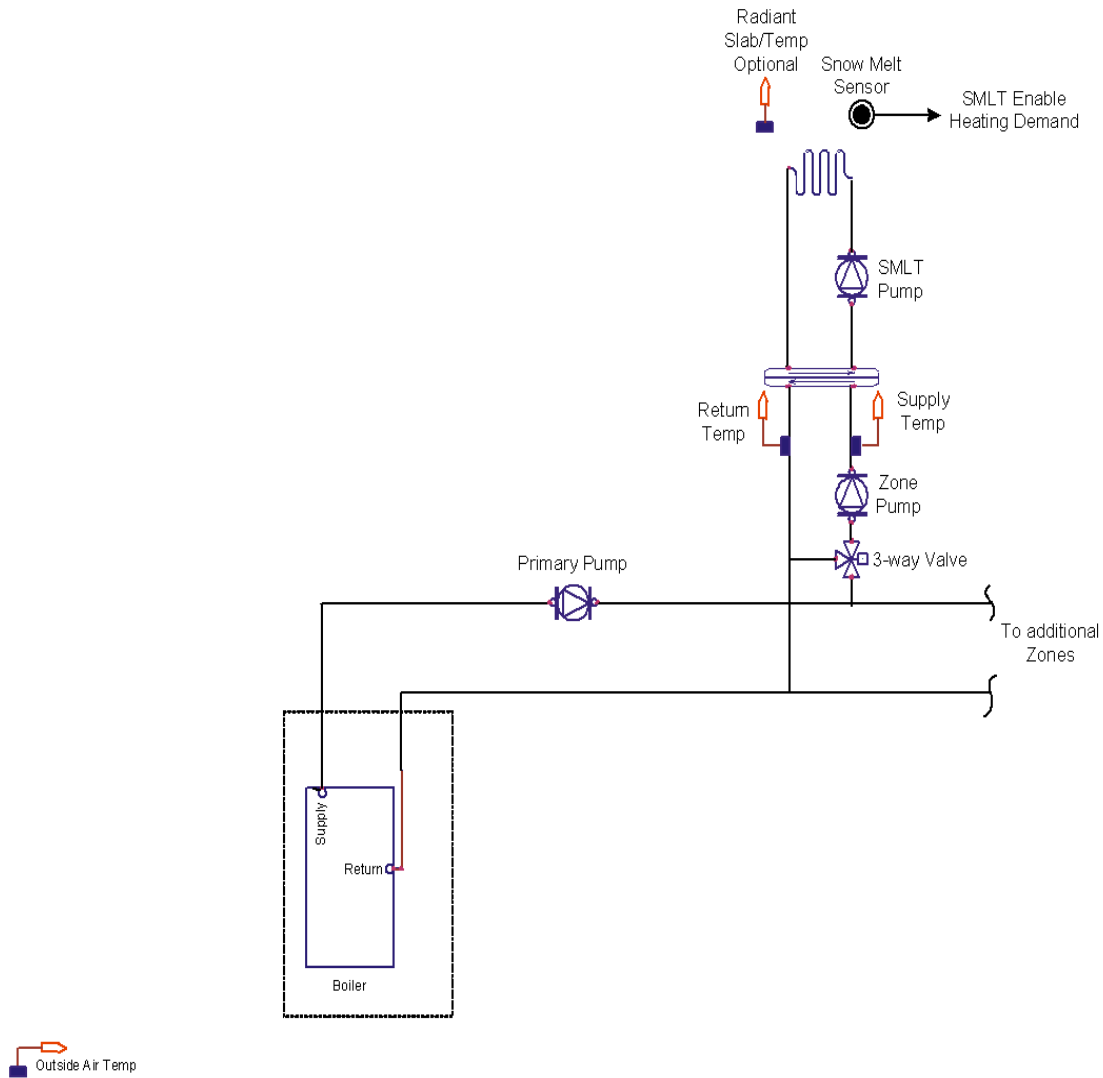 Radiant
Slab/Temp
Optional
Snow Melt
Sensor
SMLT Enable
Heating Demand
SMLT
Pump
Return
Temp
Supply
Temp
Zone
Pump
3-way Valve
Primary Pump
To additional
Zones
Supply
Return
Boiler
Outside Air Temp